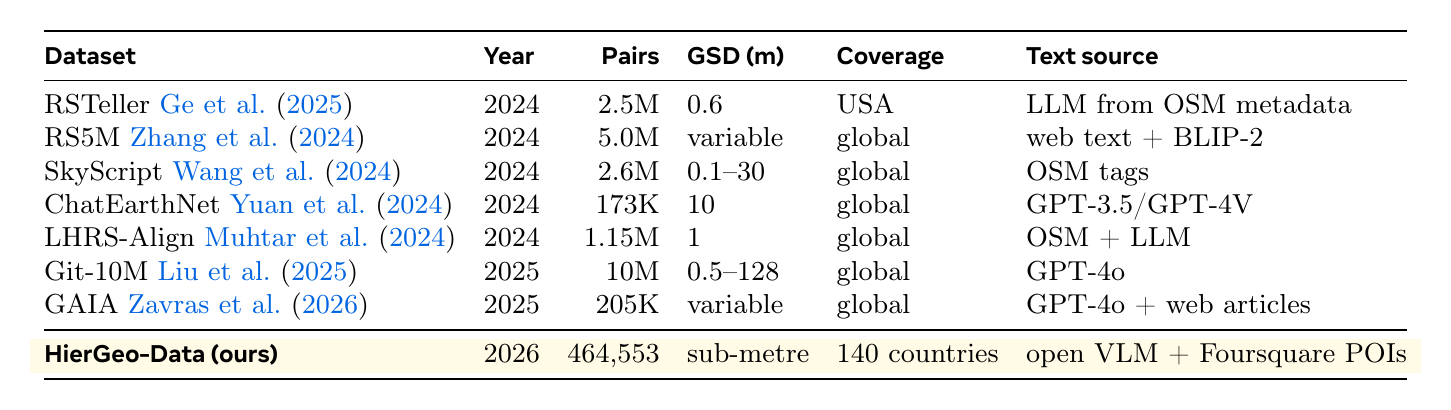 Dataset Year Pairs GSD (m) Coverage Text source
RSTeller Ge et al. (2025) 2024 2.5M 0.6 USA LLM from OSM metadata
RS5M Zhang et al. (2024) 2024 5.0M variable global web text + BLIP-2
SkyScript Wang et al. (2024) 2024 2.6M 0.1–30 global OSM tags
ChatEarthNet Yuan et al. (2024) 2024 173K 10 global GPT-3.5/GPT-4V
LHRS-Align Muhtar et al. (2024) 2024 1.15M 1 global OSM + LLM
Git-10M Liu et al. (2025) 2025 10M 0.5–128 global GPT-4o
GAIA Zavras et al. (2026) 2025 205K variable global GPT-4o + web articles
HierGeo-Data (ours) 2026 464,553 sub-metre 140 countries open VLM + Foursquare POIs